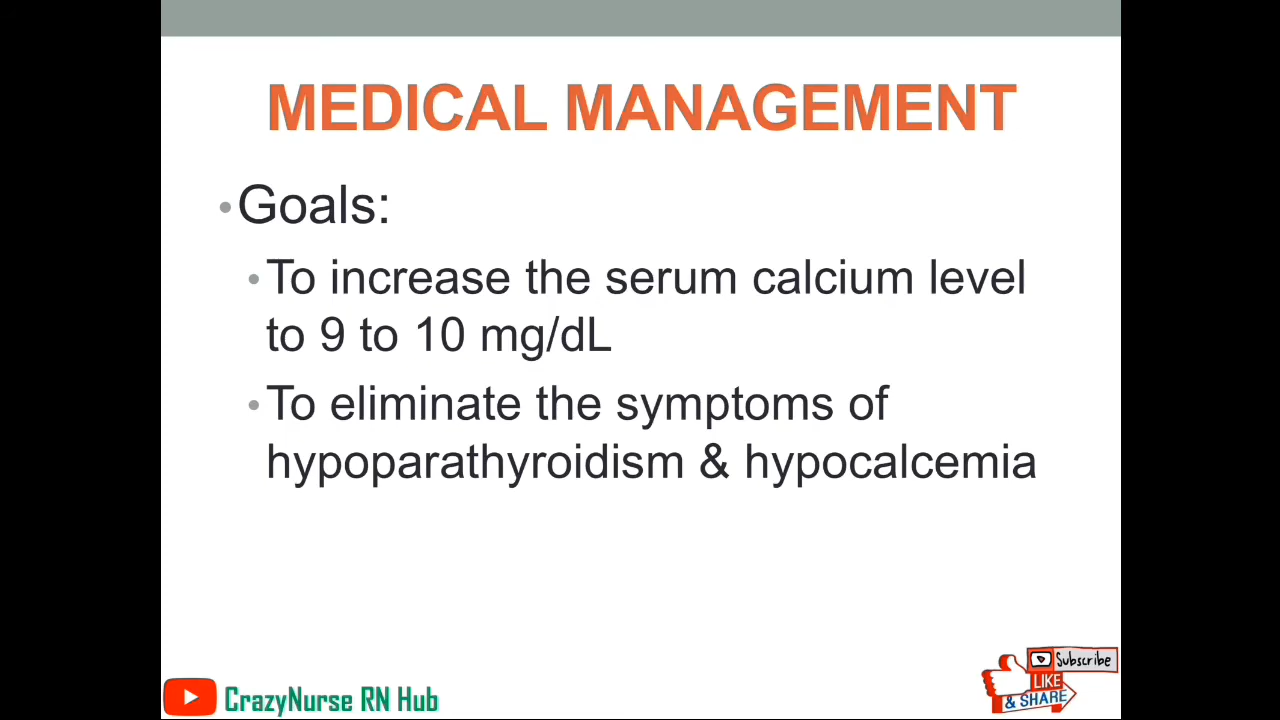 MEDICAL MANAGEMENT
•Goals:
•To increase the serum calcium level
to 9 to 10 mg/dL
•To eliminate the symptoms of
hypoparathyroidism & hypocalcemia
Subscribe
LIKE
& SHARE
CrazyNurse RN Hub